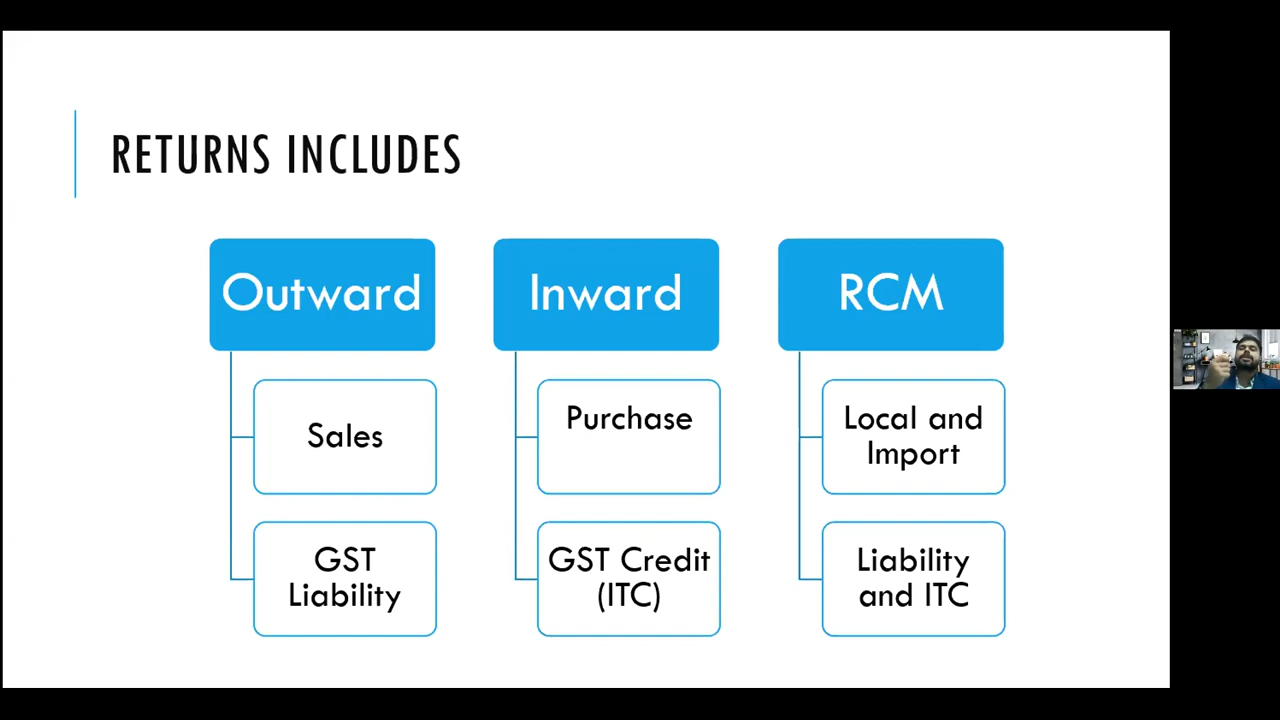 RETURNS INCLUDES
Outward
Sales
GST
Liability
Inward
Purchase
GST Credit
(ITC)
RCM
Local and
Import
Liability
and ITC